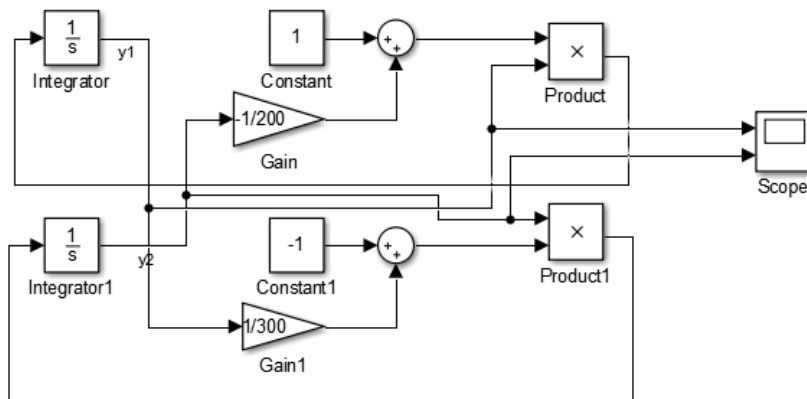 1
s
y1
Integrator
1
Constant
+
+
×
Product
-1/200
Gain
Scope
1
s
y2
Integrator1
-1
Constant1
+
+
×
Product1
1/300
Gain1